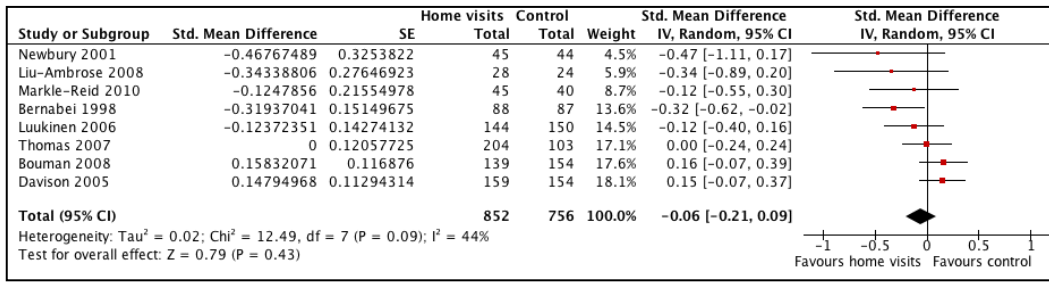 Home visits Control Std. Mean Difference Std. Mean Difference
Study or Subgroup Std. Mean Difference SE Total Total Weight IV, Random, 95% CI IV, Random, 95% CI
Newbury 2001 -0.46767489 0.3253822 45 44 4.5% -0.47 [-1.11, 0.17]
Liu-Ambrose 2008 -0.34338806 0.27646923 28 24 5.9% -0.34 [-0.89, 0.20]
Markle-Reid 2010 -0.1247856 0.21554978 45 40 8.7% -0.12 [-0.55, 0.30]
Bernabei 1998 -0.31937041 0.15149675 88 87 13.6% -0.32 [-0.62, -0.02]
Luukinen 2006 -0.12372351 0.14274132 144 150 14.5% -0.12 [-0.40, 0.16]
Thomas 2007 0 0.12057725 204 103 17.1% 0.00 [-0.24, 0.24]
Bouman 2008 0.15832071 0.116876 139 154 17.6% 0.16 [-0.07, 0.39]
Davison 2005 0.14794968 0.11294314 159 154 18.1% 0.15 [-0.07, 0.37]
Total (95% CI) 852 756 100.0% -0.06 [-0.21, 0.09]
Heterogeneity: Tau² = 0.02; Chi² = 12.49, df = 7 (P = 0.09); I² = 44%
Test for overall effect: Z = 0.79 (P = 0.43)
-1 -0.5 0 0.5 1
Favours home visits Favours control